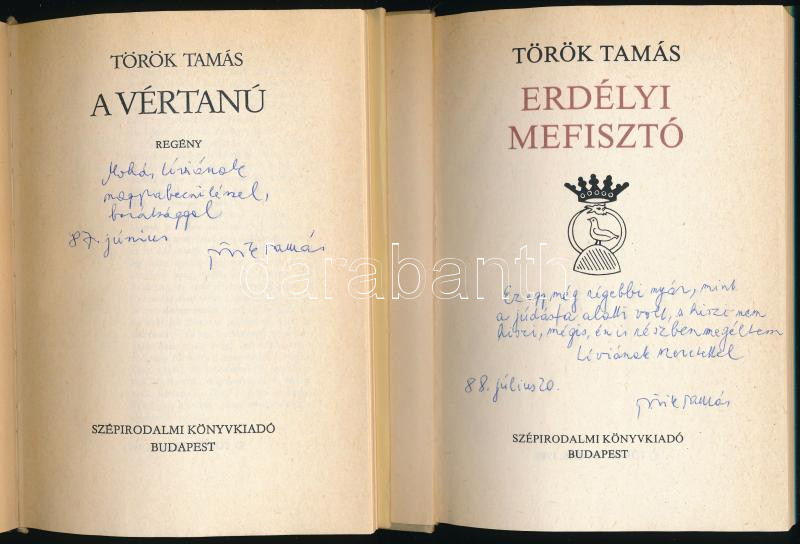 TÖRÖK TAMÁS
A VÉRTANÚ
REGÉNY
Mohás Líviának
nagyrabecsüléssel,
barátsággal
87. június
Török Tamás
SZÉPIRODALMI KÖNYVKIADÓ
BUDAPEST
TÖRÖK TAMÁS
ERDÉLYI
MEFISZTÓ
Ez egy még régebbi nyár, mint
a júdásfa alatti volt, s hiszi nem
hiszi, mégis, én is részben megéltem
Líviának szeretettel
88. július 20.
Török Tamás
SZÉPIRODALMI KÖNYVKIADÓ
BUDAPEST
darabanth